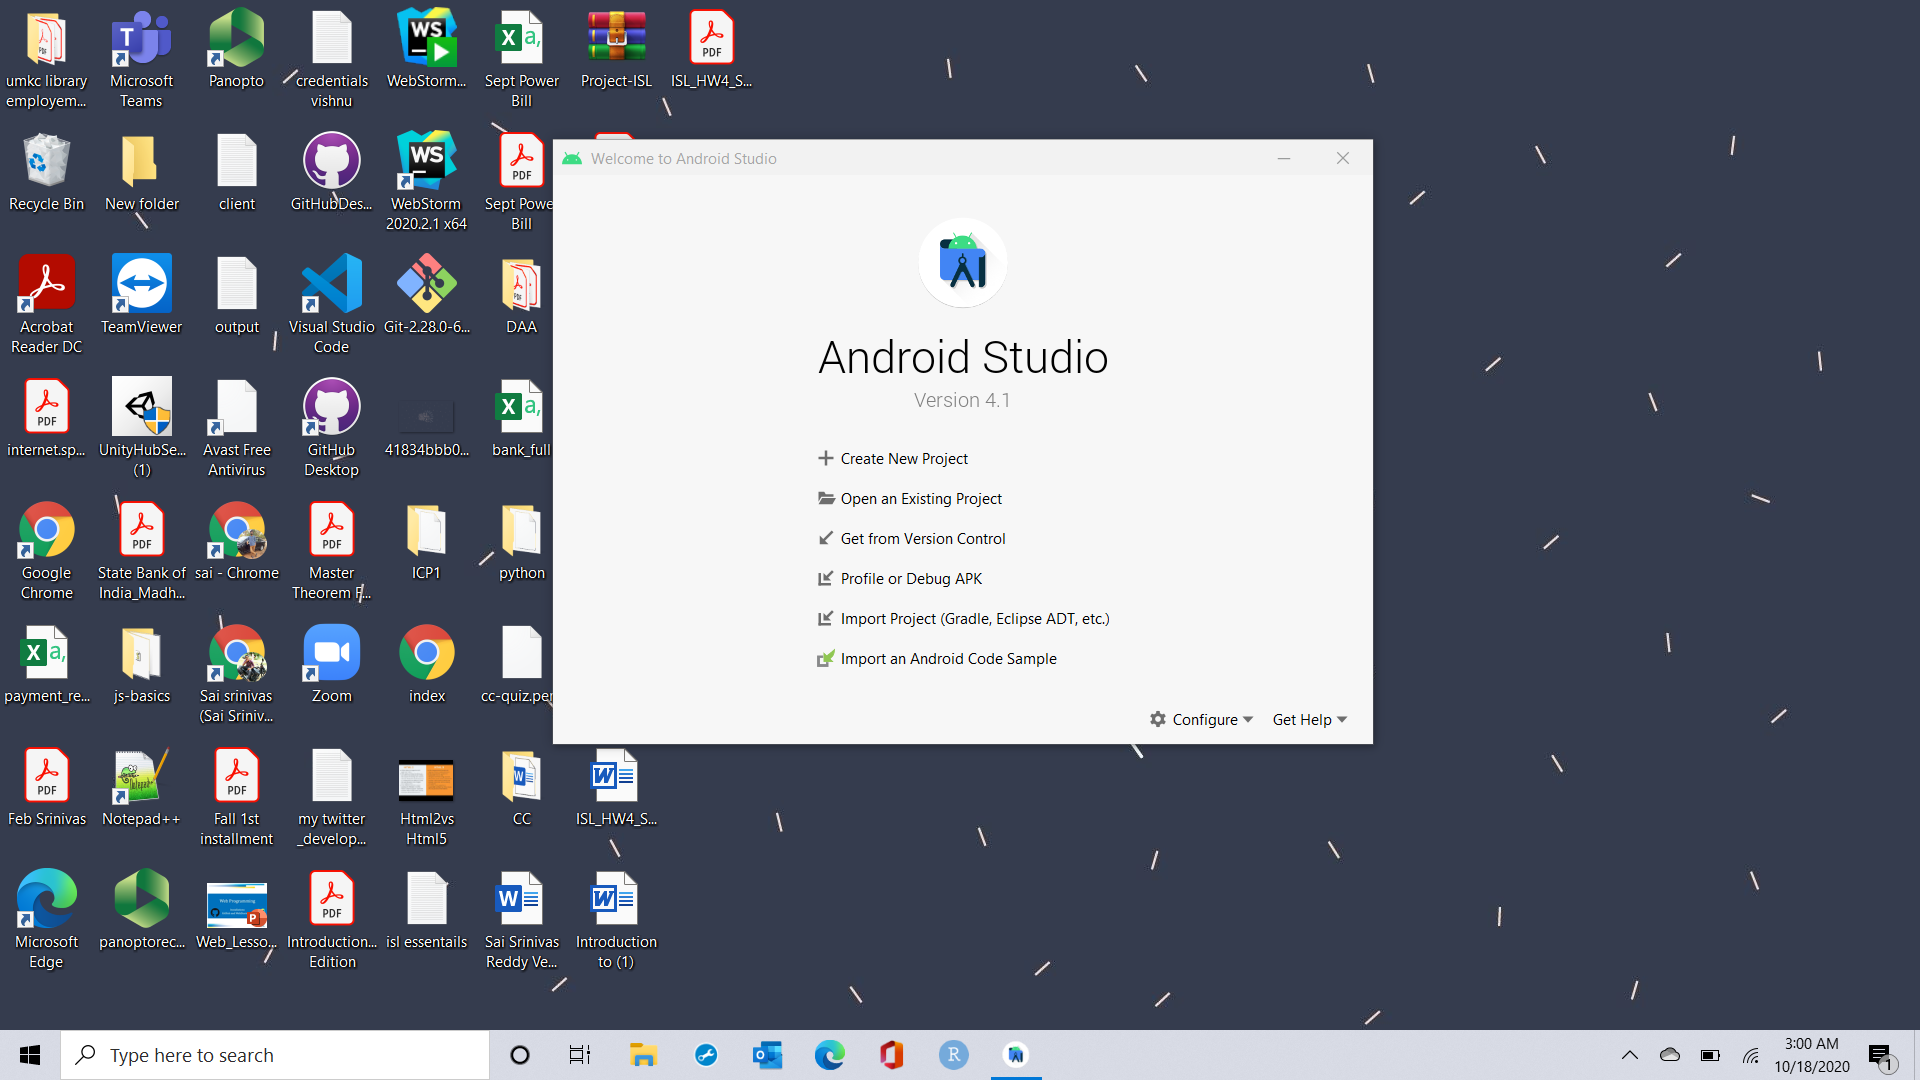 umkc library
employem...
Microsoft
Teams
Panopto
credentials
vishnu
WebStorm...
Sept Power
Bill
Project-ISL
ISL_HW4_S...
Recycle Bin
New folder
client
GitHubDes...
WebStorm
2020.2.1 x64
Sept Powe
Bill
Acrobat
Reader DC
TeamViewer
output
Visual Studio
Code
Git-2.28.0-6...
DAA
internet.sp...
UnityHubSe...
(1)
Avast Free
Antivirus
GitHub
Desktop
41834bbb0...
bank_full
Google
Chrome
State Bank of
India_Madh...
sai - Chrome
Master
Theorem F...
ICP1
python
payment_re...
js-basics
Sai srinivas
(Sai Sriniv...
Zoom
index
cc-quiz.per
Feb Srinivas
Notepad++
Fall 1st
installment
my twitter
_develop...
Html2vs
Html5
CC
ISL_HW4_S...
Microsoft
Edge
panoptorec...
Web_Lesso...
Introduction...
Edition
isl essentails
Sai Srinivas
Reddy Ve...
Introduction
to (1)
Welcome to Android Studio
Android Studio
Version 4.1
Create New Project
Open an Existing Project
Get from Version Control
Profile or Debug APK
Import Project (Gradle, Eclipse ADT, etc.)
Import an Android Code Sample
Configure
Get Help
Type here to search
3:00 AM
10/18/2020
1